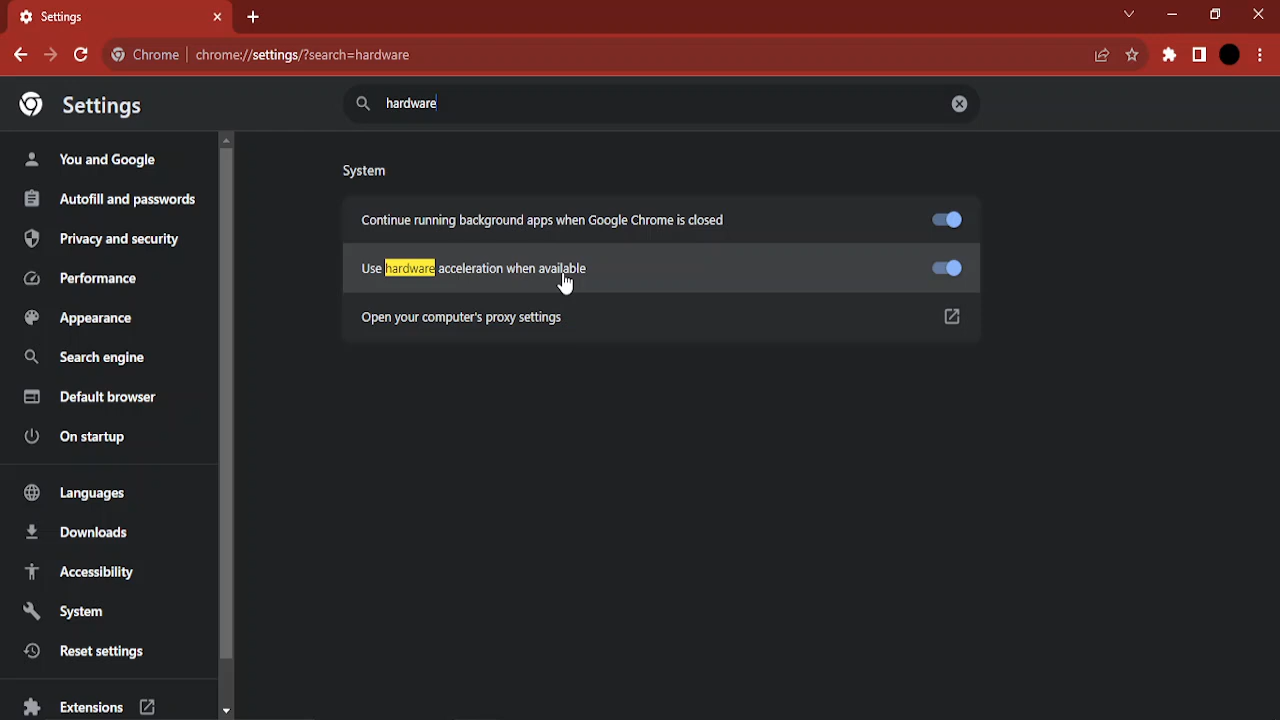 Settings
Chrome
chrome://settings/?search=hardware
Settings
hardware
You and Google
Autofill and passwords
Privacy and security
Performance
Appearance
Search engine
Default browser
On startup
Languages
Downloads
Accessibility
System
Reset settings
Extensions
System
Continue running background apps when Google Chrome is closed
Use hardware acceleration when available
Open your computer's proxy settings